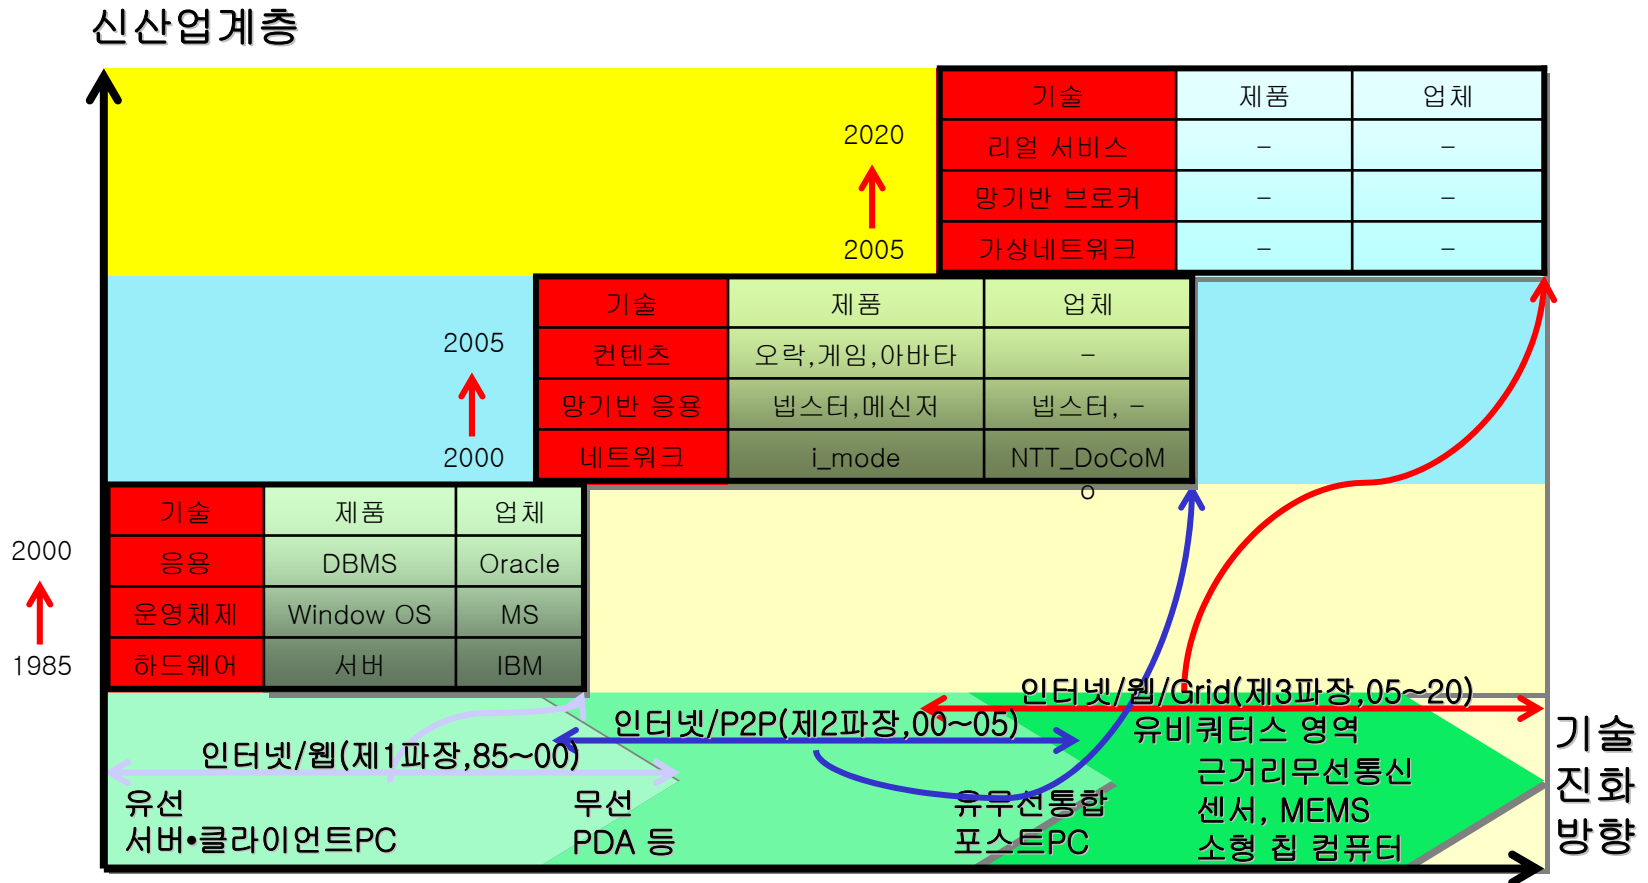 신산업계층
기술 제품 업체
리얼 서비스 - -
망기반 브로커 - -
가상네트워크 - -
2020
2005
기술 제품 업체
컨텐츠 오락,게임,아바타 -
망기반 응용 넵스터,메신저 넵스터, -
네트워크 i_mode NTT_DoCoM
o
2005
2000
기술 제품 업체
응용 DBMS Oracle
운영체제 Window OS MS
하드웨어 서버 IBM
2000
1985
인터넷/웹/Grid(제3파장,05~20)
인터넷/P2P(제2파장,00~05)
인터넷/웹(제1파장,85~00)
유선
서버•클라이언트PC
무선
PDA 등
유무선통합
포스트PC
유비쿼터스 영역
근거리무선통신
센서, MEMS
소형 칩 컴퓨터
기술
진화
방향